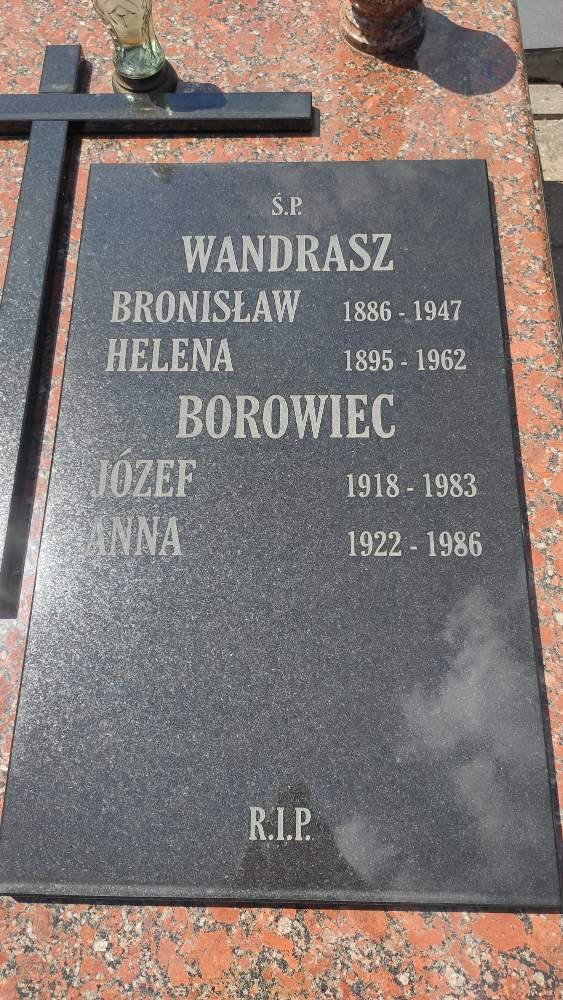 Ś.P.
WANDRASZ
BRONISŁAW 1886 - 1947
HELENA 1895 - 1962
BOROWIEC
JÓZEF 1918 - 1983
ANNA 1922 - 1986
R.I.P.